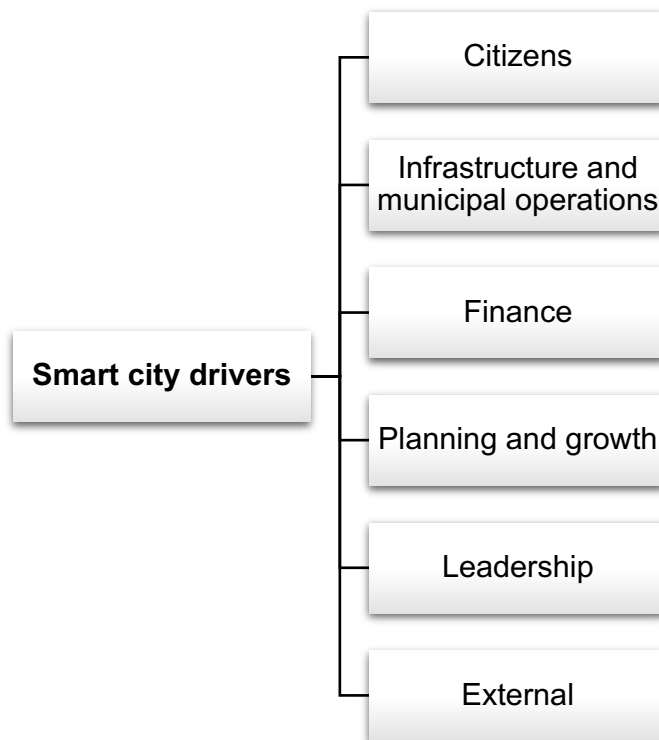 Citizens
Infrastructure and
municipal operations
Finance
Smart city drivers
Planning and growth
Leadership
External